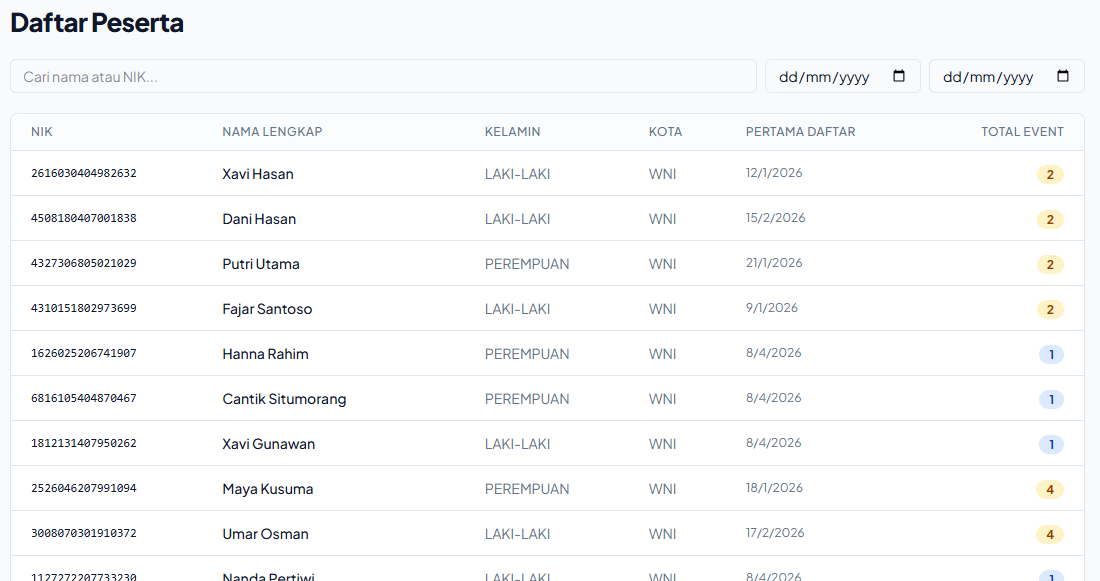 Daftar Peserta
Cari nama atau NIK... dd/mm/yyyy dd/mm/yyyy
NIK NAMA LENGKAP KELAMIN KOTA PERTAMA DAFTAR TOTAL EVENT
2616030404982632 Xavi Hasan LAKI-LAKI WNI 12/1/2026 2
4508180407001838 Dani Hasan LAKI-LAKI WNI 15/2/2026 2
4327306805021029 Putri Utama PEREMPUAN WNI 21/1/2026 2
4310151802973699 Fajar Santoso LAKI-LAKI WNI 9/1/2026 2
1626025206741907 Hanna Rahim PEREMPUAN WNI 8/4/2026 1
6816105404870467 Cantik Situmorang PEREMPUAN WNI 8/4/2026 1
1812131407950262 Xavi Gunawan LAKI-LAKI WNI 8/4/2026 1
2526046207991094 Maya Kusuma PEREMPUAN WNI 18/1/2026 4
3008070301910372 Umar Osman LAKI-LAKI WNI 17/2/2026 4
1127272207733230 Nanda Pertiwi LAKI-LAKI WNI 8/4/2026 1